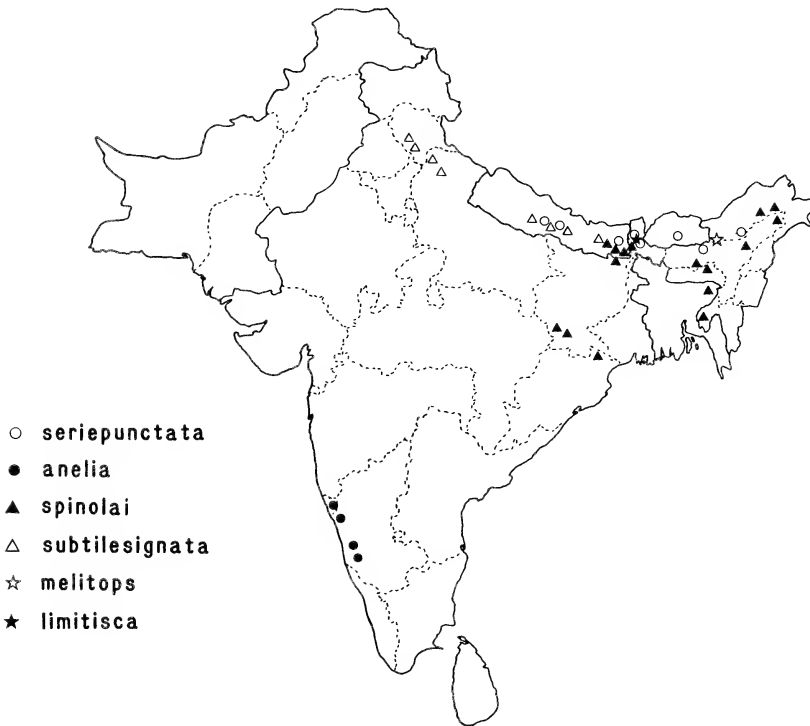 seriepunctata
anelia
spinolai
subtilesignata
melitops
limitisca